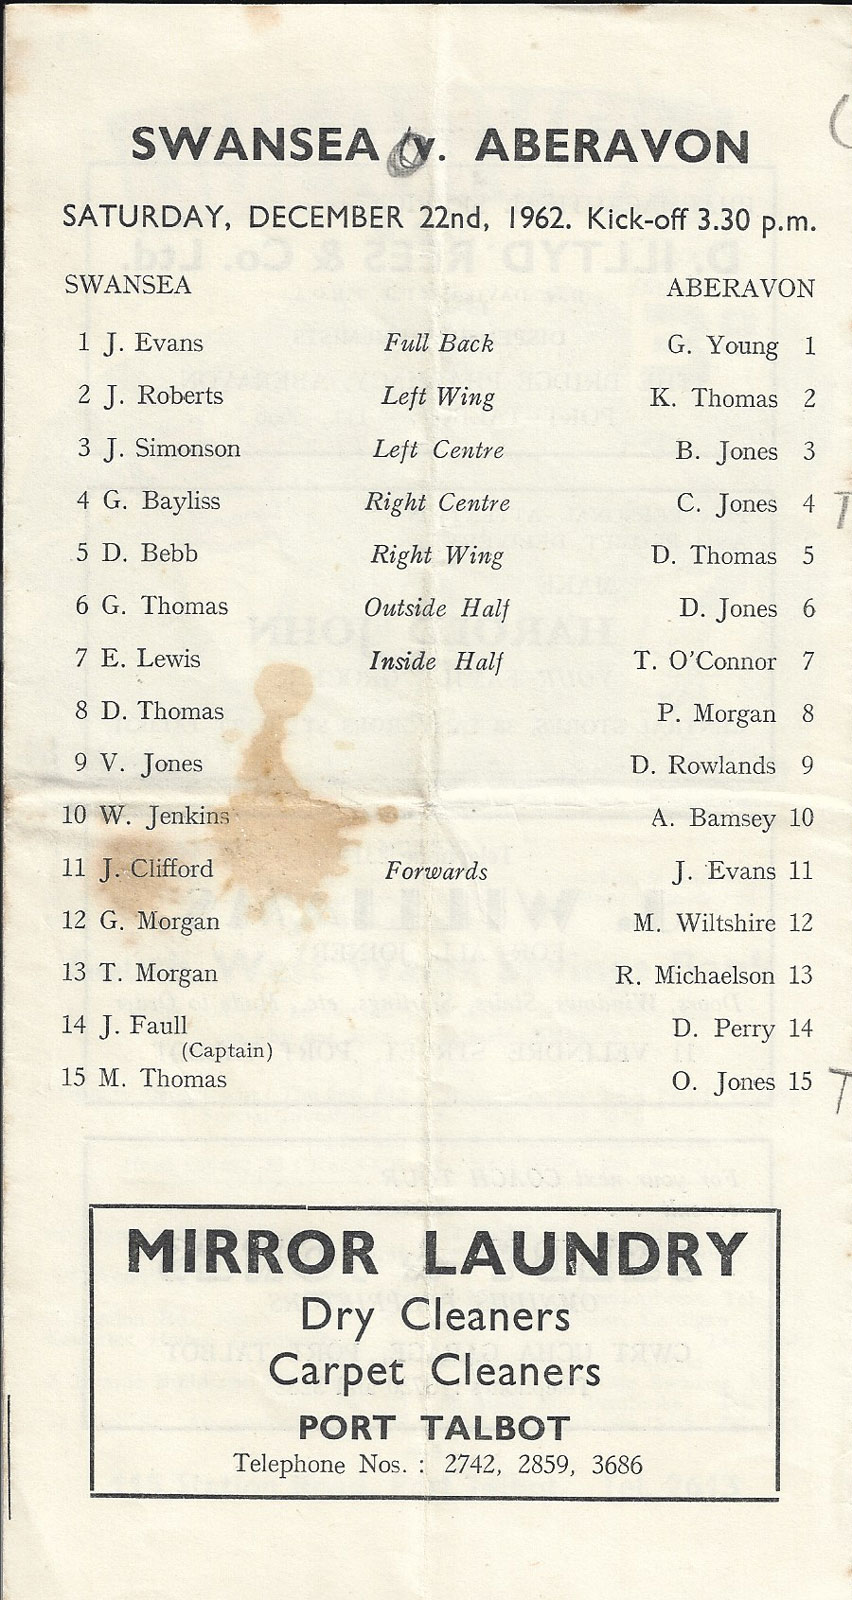 SWANSEA v. ABERAVON
SATURDAY, DECEMBER 22nd, 1962. Kick-off 3.30 p.m.
SWANSEA ABERAVON
1 J. Evans Full Back G. Young 1
2 J. Roberts Left Wing K. Thomas 2
3 J. Simonson Left Centre B. Jones 3
4 G. Bayliss Right Centre C. Jones 4 T
5 D. Bebb Right Wing D. Thomas 5
6 G. Thomas Outside Half D. Jones 6
7 E. Lewis Inside Half T. O'Connor 7
8 D. Thomas P. Morgan 8
9 V. Jones D. Rowlands 9
10 W. Jenkins A. Bamsey 10
11 J. Clifford Forwards J. Evans 11
12 G. Morgan M. Wiltshire 12
13 T. Morgan R. Michaelson 13
14 J. Faull D. Perry 14
(Captain)
15 M. Thomas O. Jones 15 T
MIRROR LAUNDRY
Dry Cleaners
Carpet Cleaners
PORT TALBOT
Telephone Nos. : 2742, 2859, 3686